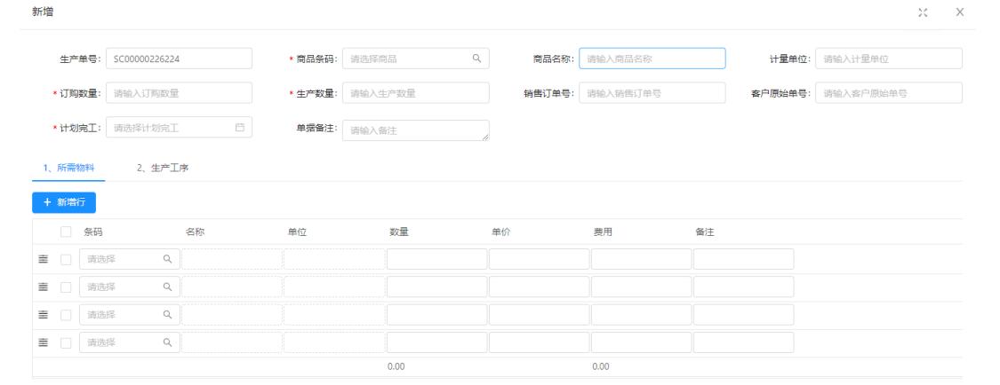 新增
生产单号: SC00000226224 * 商品条码: 请选择商品 商品名称: 请输入商品名称 计量单位: 请输入计量单位
* 订购数量: 请输入订购数量 * 生产数量: 请输入生产数量 销售订单号: 请输入销售订单号 客户原始单号: 请输入客户原始单号
* 计划完工: 请选择计划完工 单据备注: 请输入备注
1、所需物料 2、生产工序
+ 新增行
条码 名称 单位 数量 单价 费用 备注
请选择
请选择
请选择
请选择
0.00 0.00